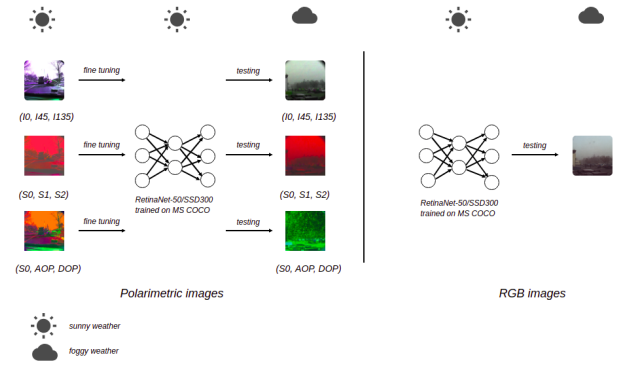 fine tuning
testing
(I0, I45, I135)
(I0, I45, I135)
fine tuning
testing
testing
(S0, S1, S2)
(S0, S1, S2)
RetinaNet-50/SSD300
trained on MS COCO
RetinaNet-50/SSD300
trained on MS COCO
fine tuning
testing
(S0, AOP, DOP)
(S0, AOP, DOP)
Polarimetric images
RGB images
sunny weather
foggy weather